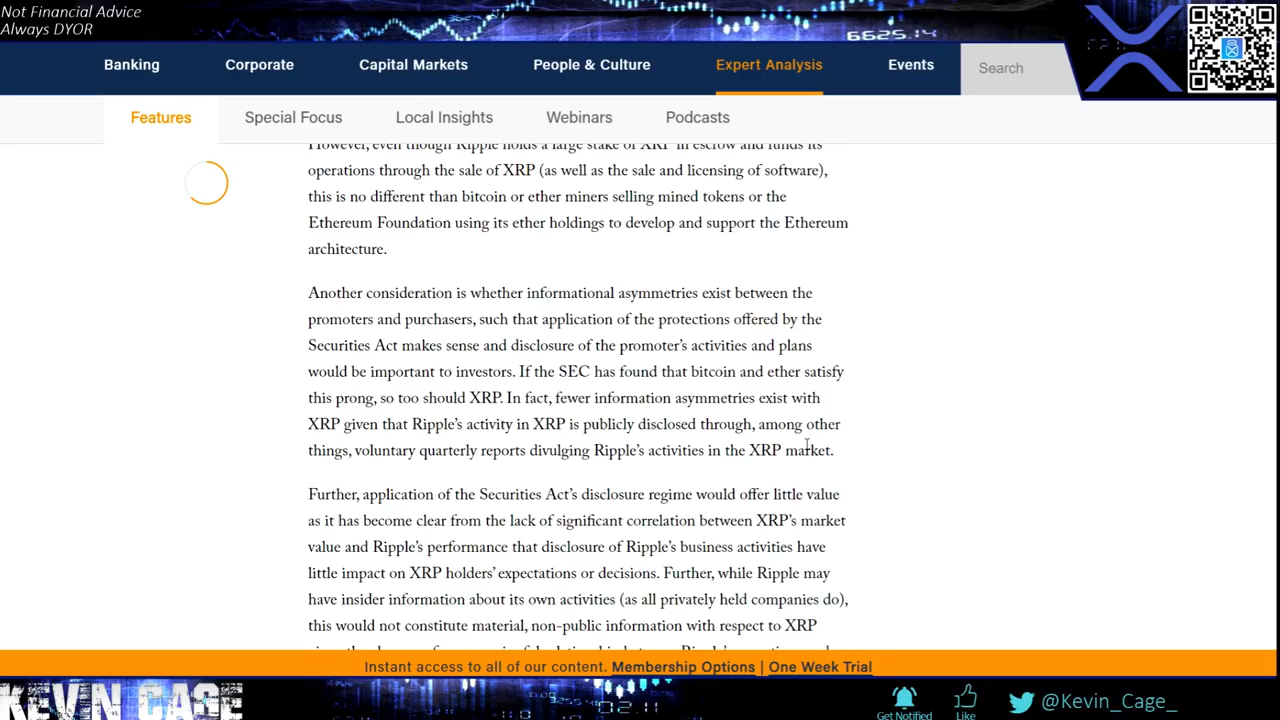 Not Financial Advice
Always DYOR
6625.14
Banking Corporate Capital Markets People & Culture Expert Analysis Events Search
Features Special Focus Local Insights Webinars Podcasts
However, even though Ripple holds a large stake of XRP in escrow and funds its
operations through the sale of XRP (as well as the sale and licensing of software),
this is no different than bitcoin or ether miners selling mined tokens or the
Ethereum Foundation using its ether holdings to develop and support the Ethereum
architecture.
Another consideration is whether informational asymmetries exist between the
promoters and purchasers, such that application of the protections offered by the
Securities Act makes sense and disclosure of the promoter's activities and plans
would be important to investors. If the SEC has found that bitcoin and ether satisfy
this prong, so too should XRP. In fact, fewer information asymmetries exist with
XRP given that Ripple's activity in XRP is publicly disclosed through, among other
things, voluntary quarterly reports divulging Ripple's activities in the XRP market.
Further, application of the Securities Act's disclosure regime would offer little value
as it has become clear from the lack of significant correlation between XRP's market
value and Ripple's performance that disclosure of Ripple's business activities have
little impact on XRP holders' expectations or decisions. Further, while Ripple may
have insider information about its own activities (as all privately held companies do),
this would not constitute material, non-public information with respect to XRP
Instant access to all of our content. Membership Options | One Week Trial
KEVIN CAGE
Get Notified
Like
@Kevin_Cage_